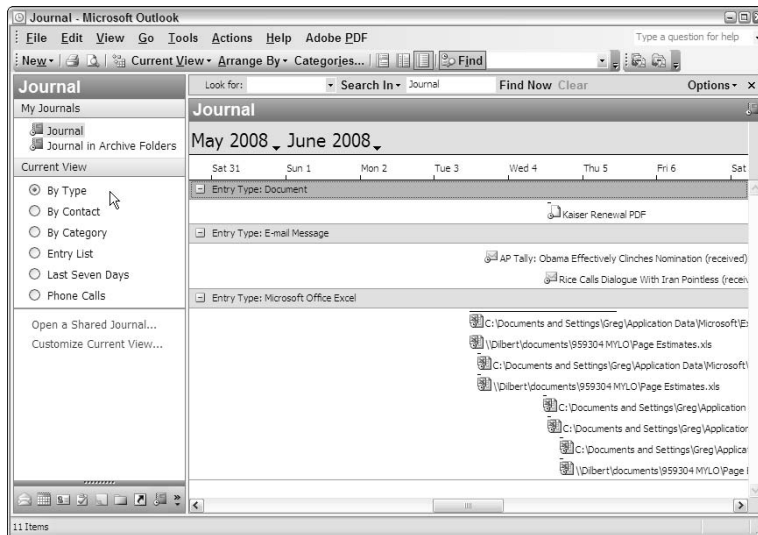 Journal - Microsoft Outlook
File Edit View Go Tools Actions Help Adobe PDF Type a question for help
New Current View Arrange By Categories... Find
Journal
Look for: Search In Journal Find Now Clear Options
My Journals
Journal
Journal in Archive Folders
Current View
By Type
By Contact
By Category
Entry List
Last Seven Days
Phone Calls
Open a Shared Journal...
Customize Current View...
Journal
May 2008 June 2008
Sat 31 Sun 1 Mon 2 Tue 3 Wed 4 Thu 5 Fri 6 Sat
Entry Type: Document
Kaiser Renewal PDF
Entry Type: E-mail Message
AP Tally: Obama Effectively Clinches Nomination (received)
Rice Calls Dialogue With Iran Pointless (receiv
Entry Type: Microsoft Office Excel
C:\Documents and Settings\Greg\Application Data\Microsoft\E
\\Dilbert\documents\959304 MYLO\Page Estimates.xls
C:\Documents and Settings\Greg\Application Data\Microsoft\
\\Dilbert\documents\959304 MYLO\Page Estimates.xls
C:\Documents and Settings\Greg\Application
C:\Documents and Settings\Greg\Application
C:\Documents and Settings\Greg\Applica
\\Dilbert\documents\959304 MYLO\Page
11 Items